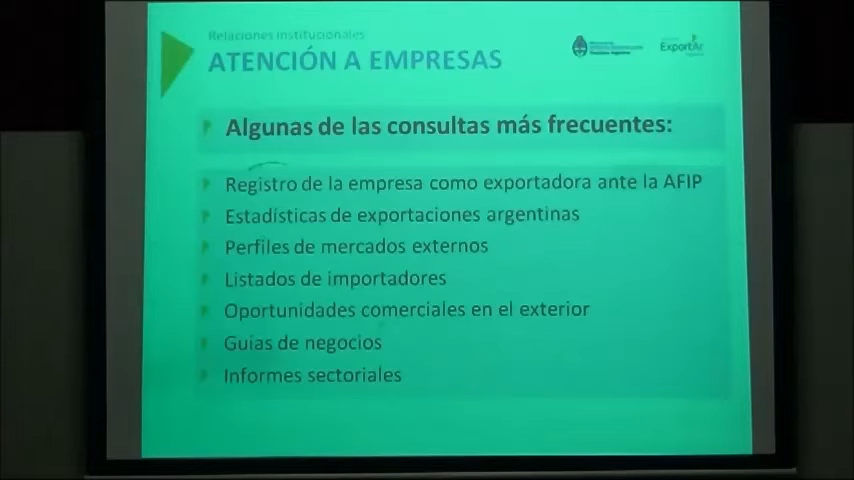 Relaciones institucionales
ATENCIÓN A EMPRESAS
ExportAr
Algunas de las consultas más frecuentes:
Registro de la empresa como exportadora ante la AFIP
Estadísticas de exportaciones argentinas
Perfiles de mercados externos
Listados de importadores
Oportunidades comerciales en el exterior
Guias de negocios
Informes sectoriales